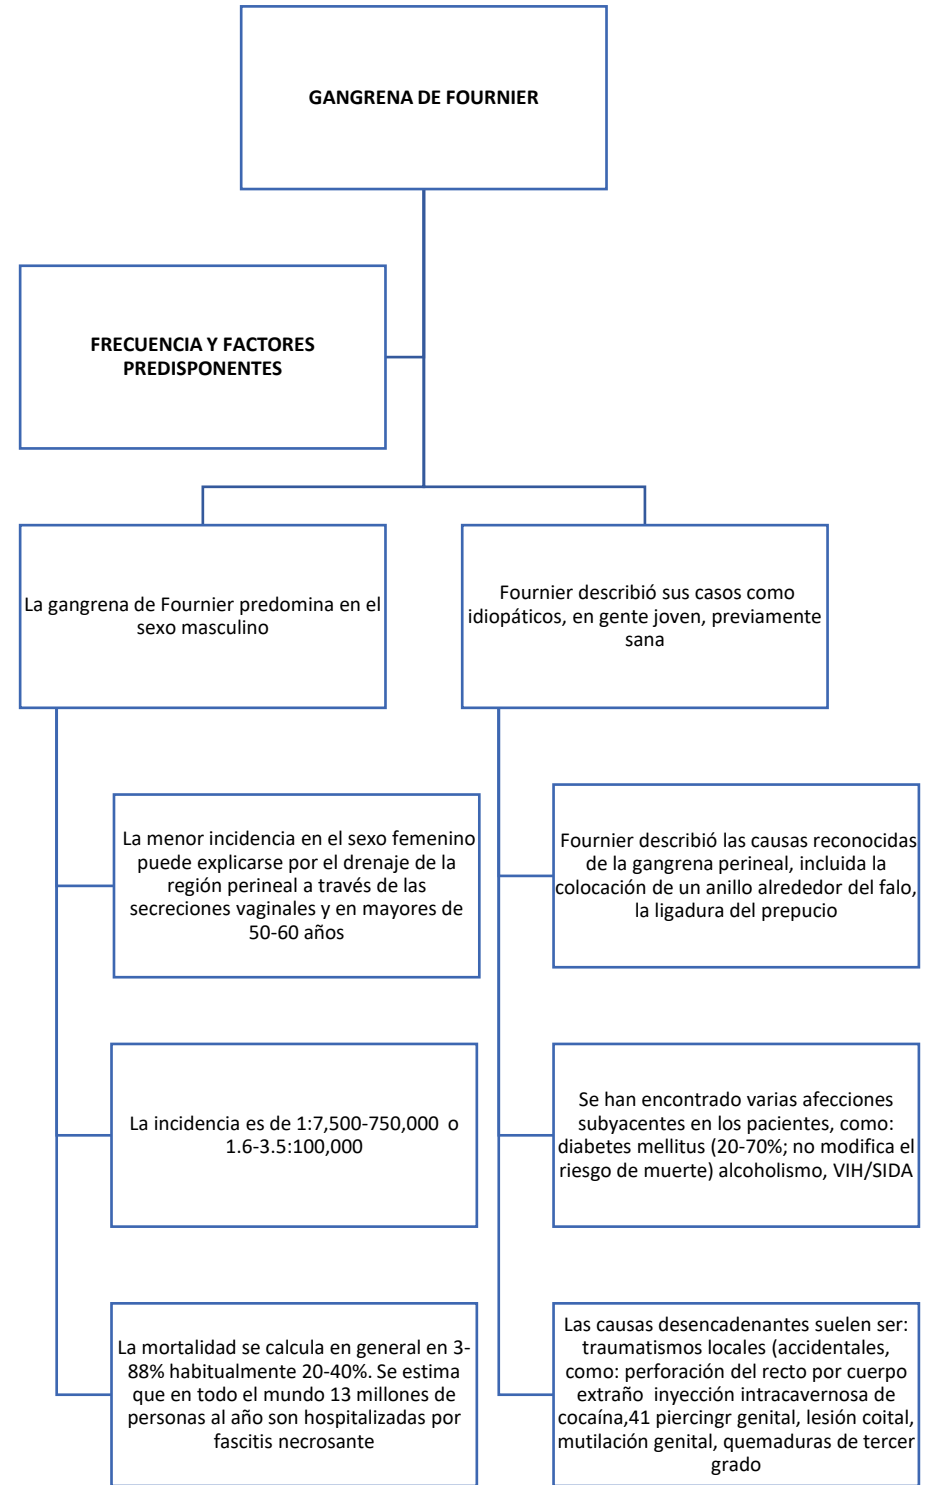 GANGRENA DE FOURNIER
FRECUENCIA Y FACTORES
PREDISPONENTES
La gangrena de Fournier predomina en el
sexo masculino
Fournier describió sus casos como
idiopáticos, en gente joven, previamente
sana
La menor incidencia en el sexo femenino
puede explicarse por el drenaje de la
región perineal a través de las
secreciones vaginales y en mayores de
50-60 años
Fournier describió las causas reconocidas
de la gangrena perineal, incluida la
colocación de un anillo alrededor del falo,
la ligadura del prepucio
La incidencia es de 1:7,500-750,000 o
1.6-3.5:100,000
Se han encontrado varias afecciones
subyacentes en los pacientes, como:
diabetes mellitus (20-70%; no modifica el
riesgo de muerte) alcoholismo, VIH/SIDA
La mortalidad se calcula en general en 3-
88% habitualmente 20-40%. Se estima
que en todo el mundo 13 millones de
personas al año son hospitalizadas por
fascitis necrosante
Las causas desencadenantes suelen ser:
traumatismos locales (accidentales,
como: perforación del recto por cuerpo
extraño inyección intracavernosa de
cocaína,41 piercingr genital, lesión coital,
mutilación genital, quemaduras de tercer
grado